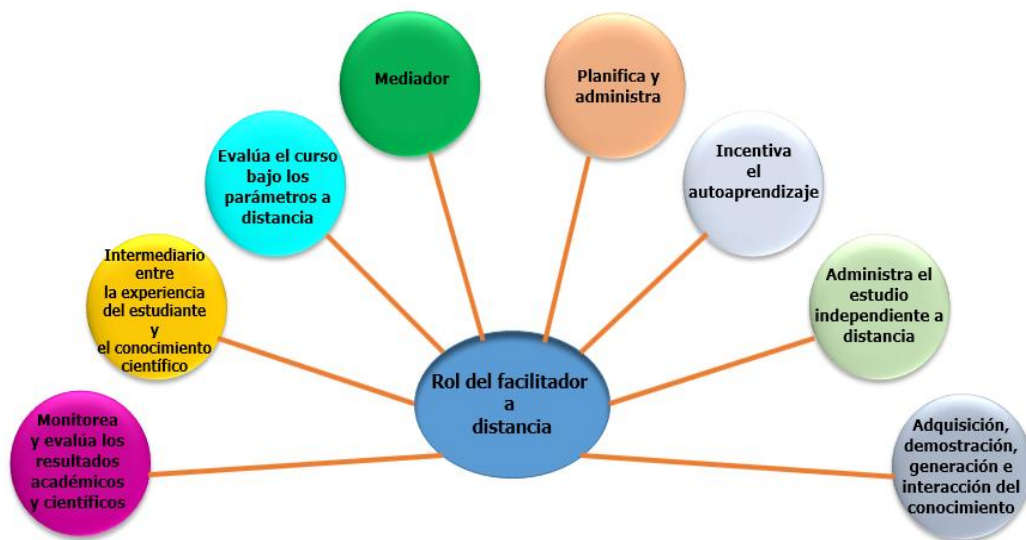 Mediador
Planifica y
administra
Evalúa el curso
bajo los
parámetros a
distancia
Incentiva
el
autoaprendizaje
Intermediario
entre
la experiencia
del estudiante
y
el conocimiento
científico
Administra el
estudio
independiente a
distancia
Rol del facilitador
a
distancia
Monitorea
y evalúa los
resultados
académicos
y científicos
Adquisición,
demostración,
generación e
interacción del
conocimiento